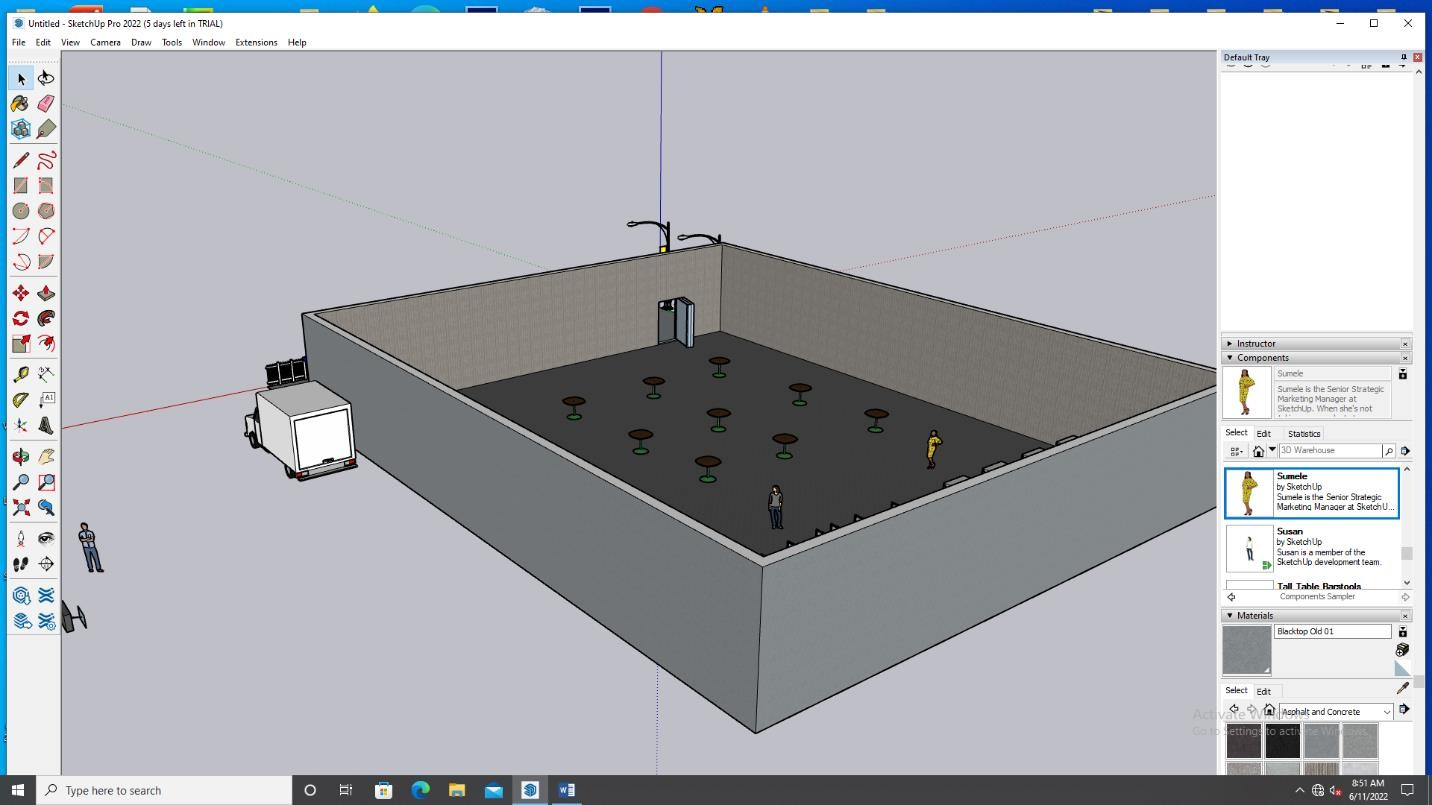 Untitled - SketchUp Pro 2022 (5 days left in TRIAL)
File Edit View Camera Draw Tools Window Extensions Help
Default Tray
Instructor
Components
Sumele
Sumele is the Senior Strategic
Marketing Manager at
SketchUp. When she's not
Select Edit Statistics
3D Warehouse
Sumele
by SketchUp
Sumele is the Senior Strategic
Marketing Manager at SketchU...
Susan
by SketchUp
Susan is a member of the
SketchUp development team.
Tall Table Barstools
Components Sampler
Materials
Blacktop Old 01
Select Edit
Asphalt and Concrete
Activate Windows
Go to Settings to activate Windows.
Type here to search
8:51 AM
6/11/2022